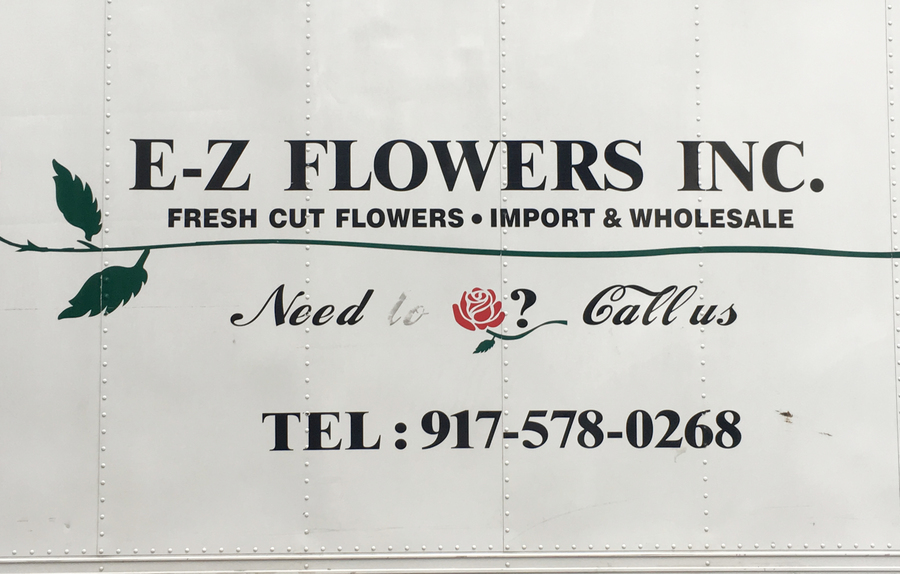 E-Z FLOWERS INC.
FRESH CUT FLOWERS • IMPORT & WHOLESALE
Need to ? Call us
TEL : 917-578-0268